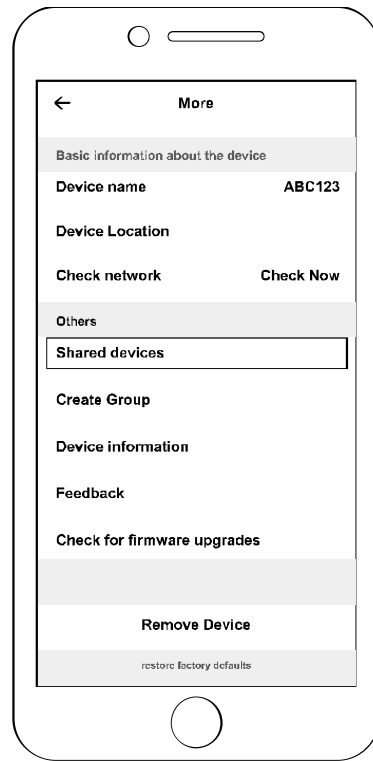 ← More
Basic information about the device
Device name ABC123
Device Location
Check network Check Now
Others
Shared devices
Create Group
Device information
Feedback
Check for firmware upgrades
Remove Device
restore factory defaults